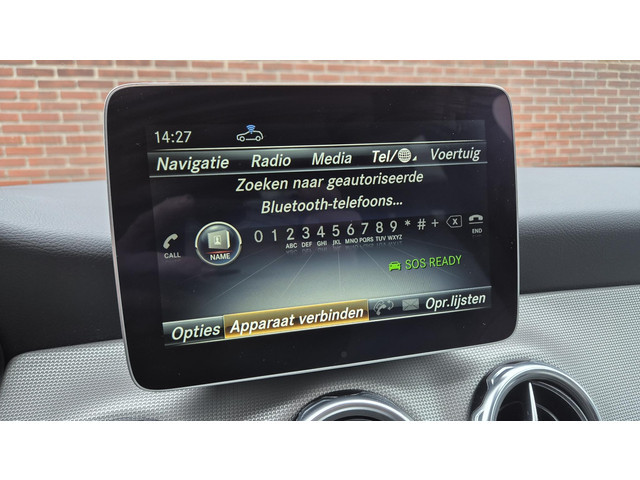 14:27
Navigatie Radio Media Tel/ Voertuig
Zoeken naar geautoriseerde
Bluetooth-telefoons...
0 1 2 3 4 5 6 7 8 9 * # +
ABC DEF GHI JKL MNO PQRS TUV WXYZ
CALL NAME END
SOS READY
Opties Apparaat verbinden Opr.lijsten